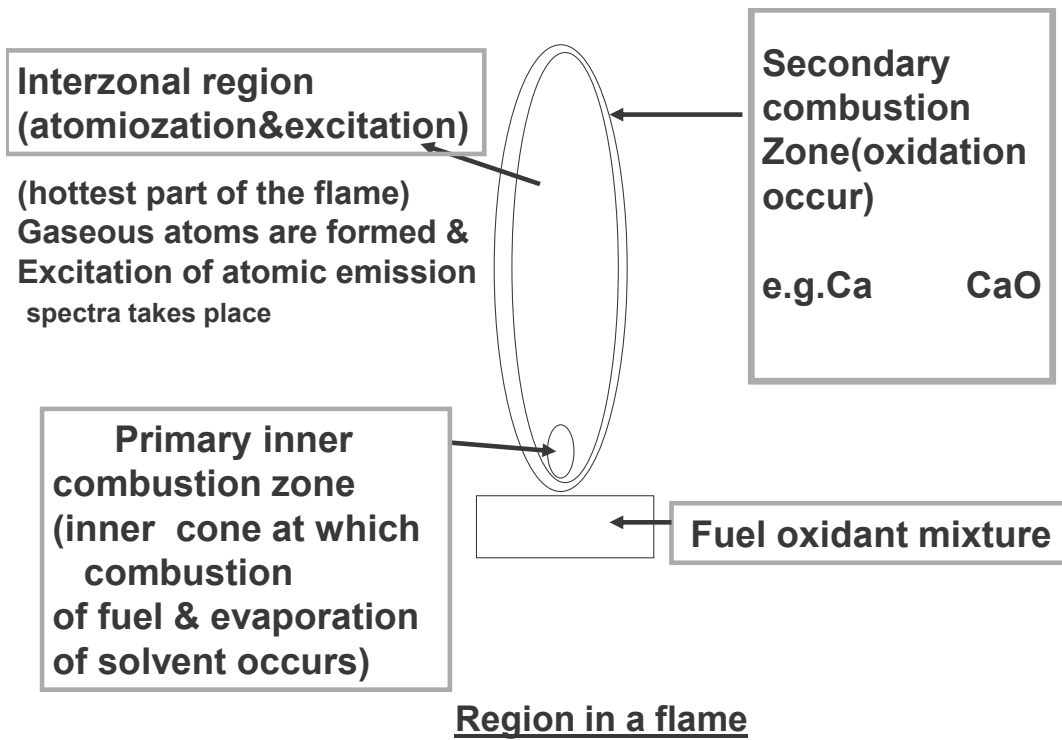 Interzonal region
(atomiozation&excitation)
(hottest part of the flame)
Gaseous atoms are formed &
Excitation of atomic emission
spectra takes place
Secondary
combustion
Zone(oxidation
occur)
e.g.Ca CaO
Primary inner
combustion zone
(inner cone at which
combustion
of fuel & evaporation
of solvent occurs)
Fuel oxidant mixture
Region in a flame